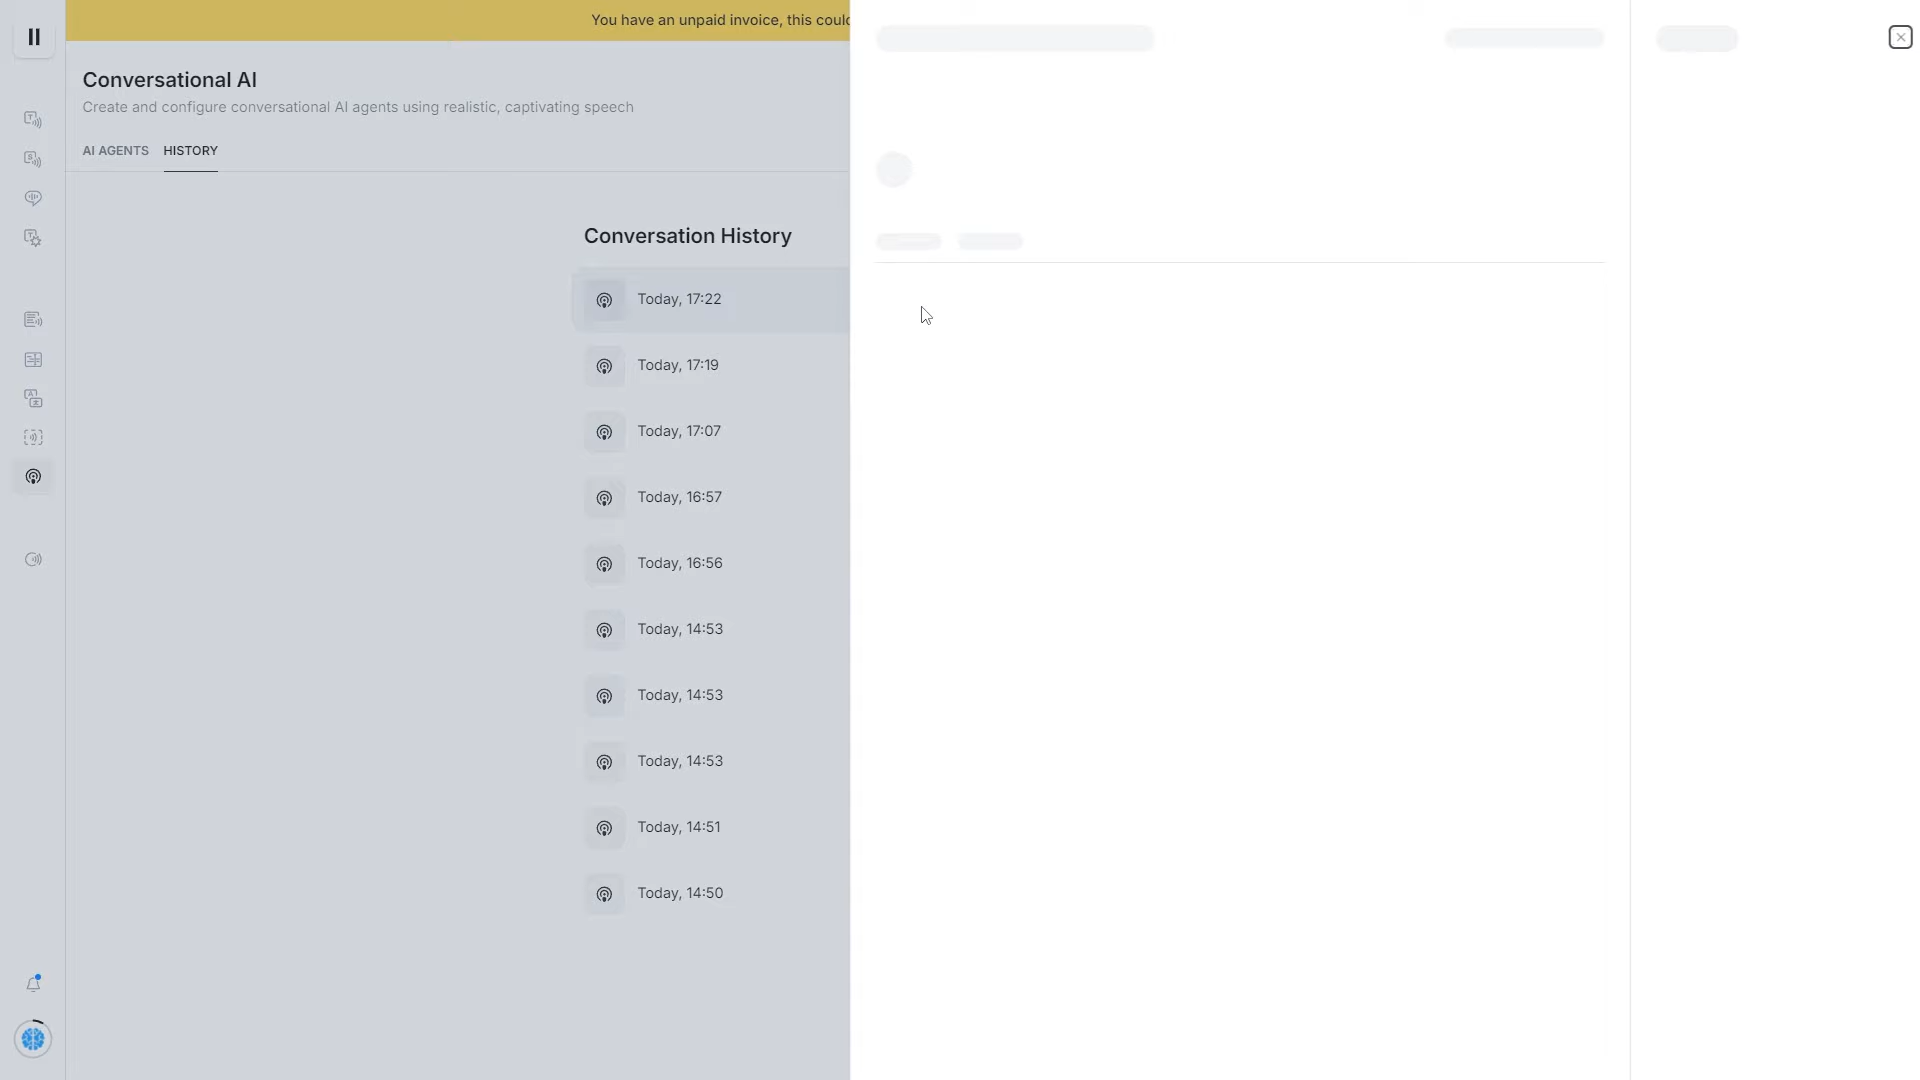 You have an unpaid invoice, this could
Conversational AI
Create and configure conversational AI agents using realistic, captivating speech
AI AGENTS HISTORY
Conversation History
Today, 17:22
Today, 17:19
Today, 17:07
Today, 16:57
Today, 16:56
Today, 14:53
Today, 14:53
Today, 14:53
Today, 14:51
Today, 14:50